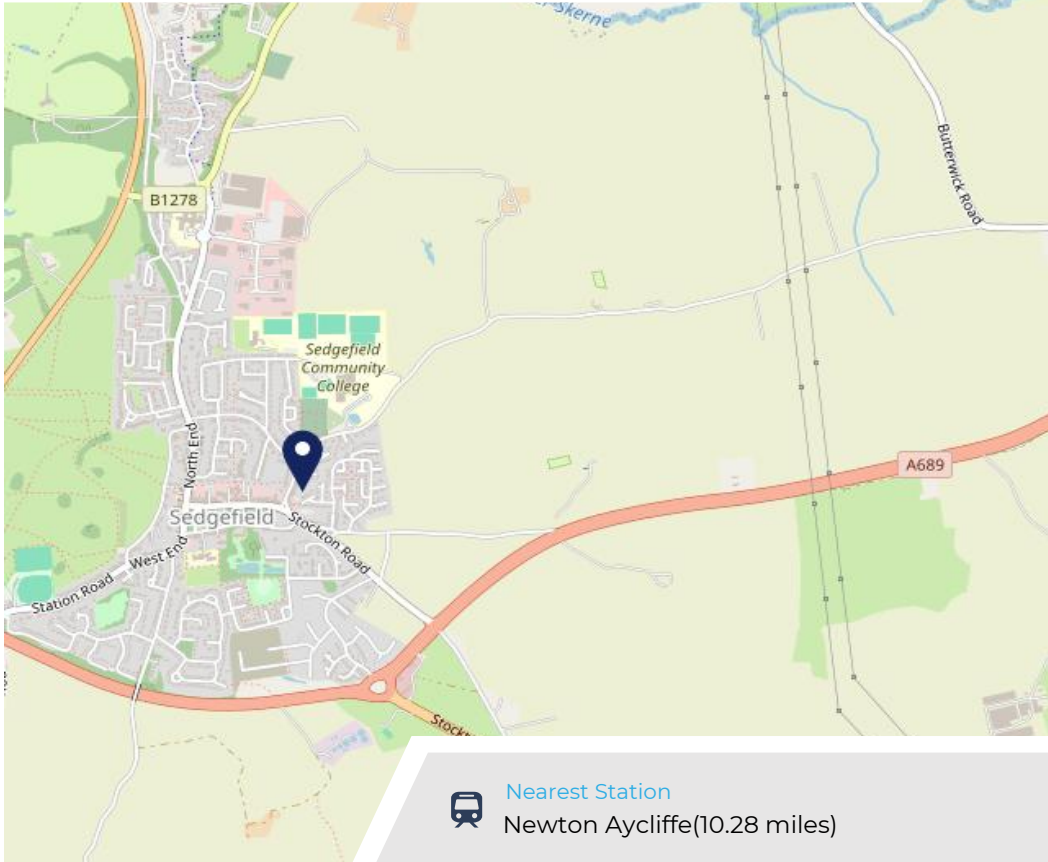 r-Skerne
Butterwick Road
B1278
Sedgefield
Community
College
North End
A689
Sedgefield
Stockton Road
West End
Station Road
Stockt
Nearest Station
Newton Aycliffe(10.28 miles)